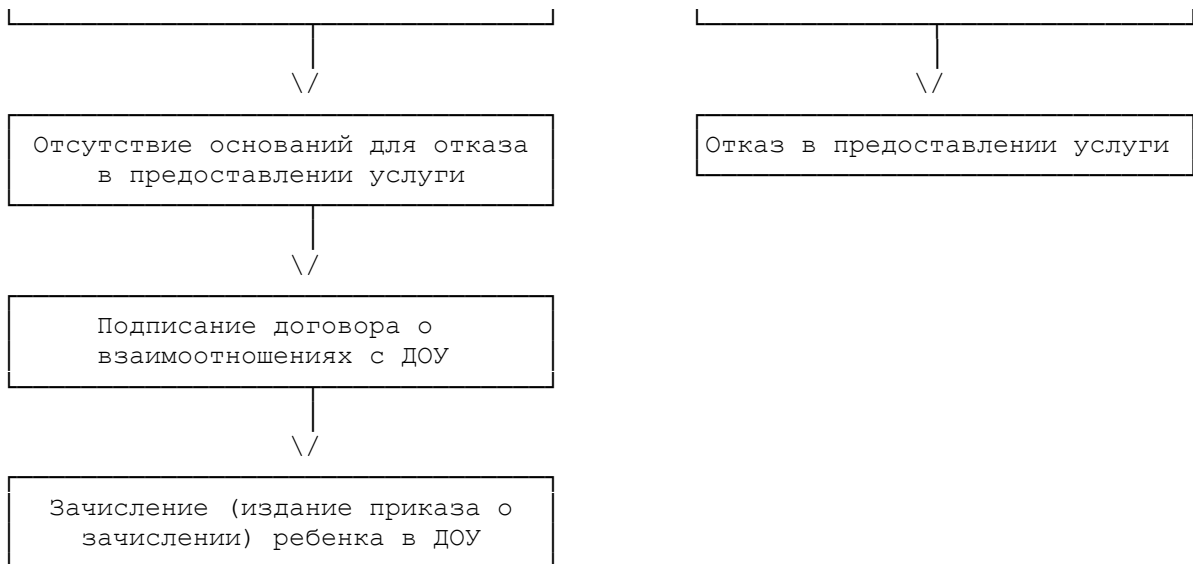 Отсутствие оснований для отказа
в предоставлении услуги
Отказ в предоставлении услуги
Подписание договора о
взаимоотношениях с ДОУ
Зачисление (издание приказа о
зачислении) ребенка в ДОУ